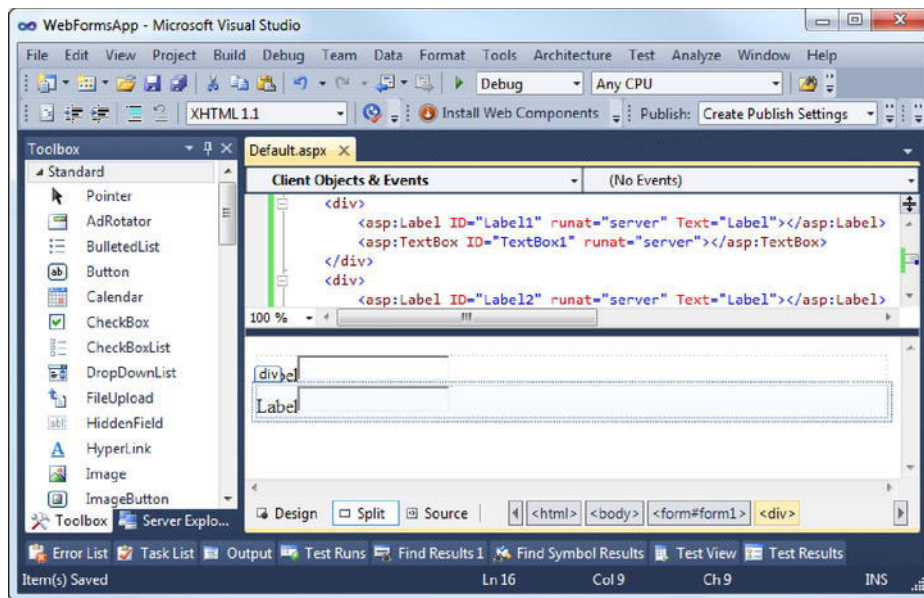 WebFormsApp - Microsoft Visual Studio
File Edit View Project Build Debug Team Data Format Tools Architecture Test Analyze Window Help
Debug Any CPU
XHTML 1.1 Install Web Components Publish: Create Publish Settings
Toolbox
Standard
Pointer
AdRotator
BulletedList
Button
Calendar
CheckBox
CheckBoxList
DropDownList
FileUpload
HiddenField
HyperLink
Image
ImageButton
Toolbox Server Explo...
Default.aspx
Client Objects & Events (No Events)
<div>
<asp:Label ID="Label1" runat="server" Text="Label"></asp:Label>
<asp:TextBox ID="TextBox1" runat="server"></asp:TextBox>
</div>
<div>
<asp:Label ID="Label2" runat="server" Text="Label"></asp:Label>
100 %
div bel
Label
Design Split Source <html> <body> <form#form1> <div>
Error List Task List Output Test Runs Find Results 1 Find Symbol Results Test View Test Results
Item(s) Saved Ln 16 Col 9 Ch 9 INS